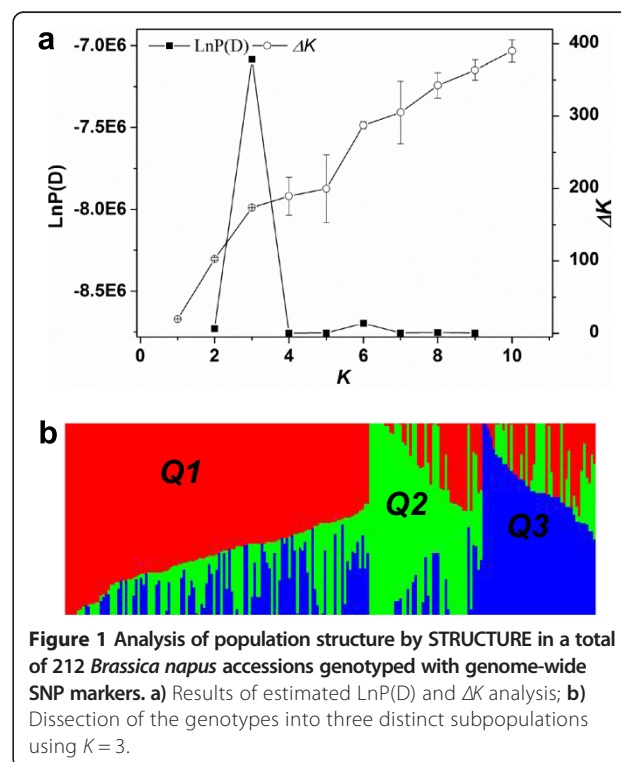 a
LnP(D) ΔK
-7.0E6
-7.5E6
-8.0E6
-8.5E6
LnP(D)
400
300
200
100
0
ΔK
0 2 4 6 8 10
K
b
Q1
Q2
Q3
Figure 1 Analysis of population structure by STRUCTURE in a total
of 212 Brassica napus accessions genotyped with genome-wide
SNP markers. a) Results of estimated LnP(D) and ΔK analysis; b)
Dissection of the genotypes into three distinct subpopulations
using K = 3.